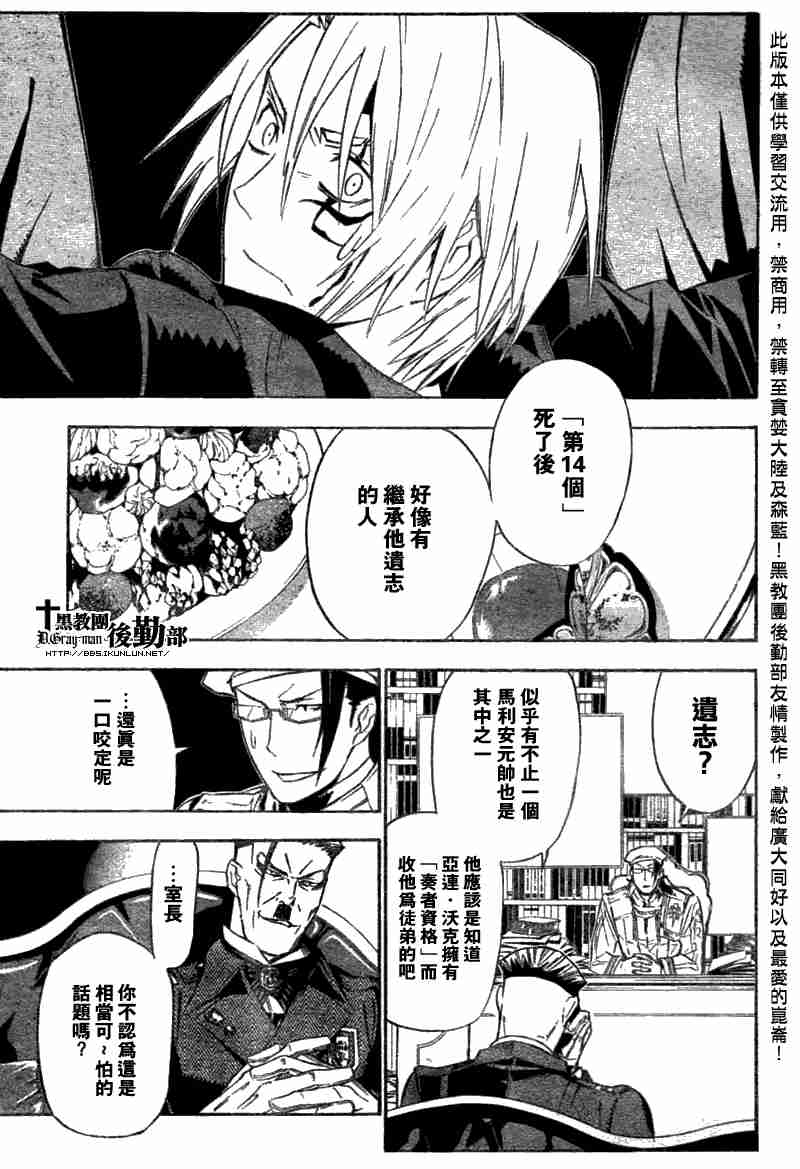 「第14個」
死了後
好像有
繼承他遺志
的人
十黑教團
D.Gray-man·後勤部
HTTP://BBS.IKUNLUN.NET/
遺志?
似乎有不止一個
馬利安元帥也是
其中之一
他應該是知道
亞連·沃克擁有
「奏者資格」而
收他為徒弟的吧
…還真是
一口咬定呢
…室長
你不認為這是
相當可~怕的
話題嗎?
此版本僅供學習交流用,禁商用,禁轉至貪婪大陸及森藍!黑教團後勤部友情製作,獻給廣大同好以及最愛的崑崙!